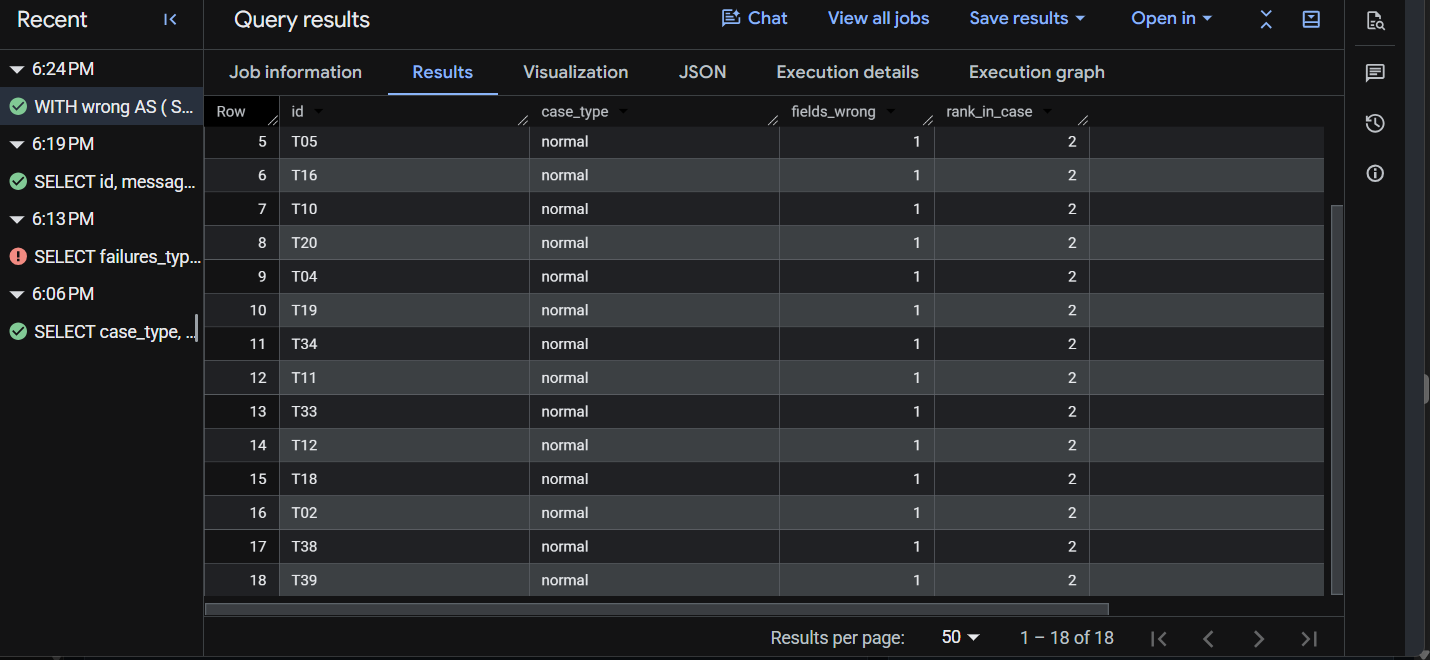 Recent
6:24 PM
WITH wrong AS ( S...
6:19 PM
SELECT id, messag...
6:13 PM
SELECT failures_typ...
6:06 PM
SELECT case_type, ...
Query results
Chat View all jobs Save results Open in
Job information Results Visualization JSON Execution details Execution graph
Row id case_type fields_wrong rank_in_case
5 T05 normal 1 2
6 T16 normal 1 2
7 T10 normal 1 2
8 T20 normal 1 2
9 T04 normal 1 2
10 T19 normal 1 2
11 T34 normal 1 2
12 T11 normal 1 2
13 T33 normal 1 2
14 T12 normal 1 2
15 T18 normal 1 2
16 T02 normal 1 2
17 T38 normal 1 2
18 T39 normal 1 2
Results per page: 50 1 – 18 of 18